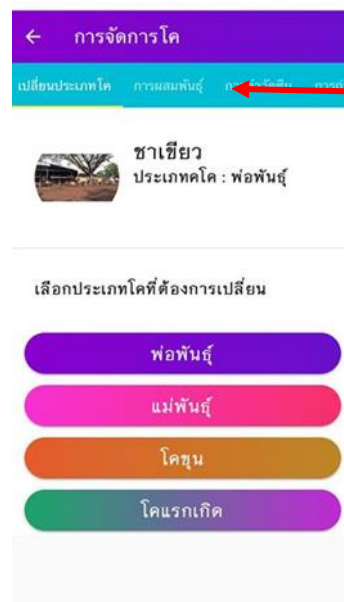 การจัดการโค
เปลี่ยนประเภทโค การผสมพันธุ์
ชาเขียว
ประเภทคโค : พ่อพันธุ์
เลือกประเภทโคที่ต้องการเปลี่ยน
พ่อพันธุ์
แม่พันธุ์
โคขุน
โคแรกเกิด